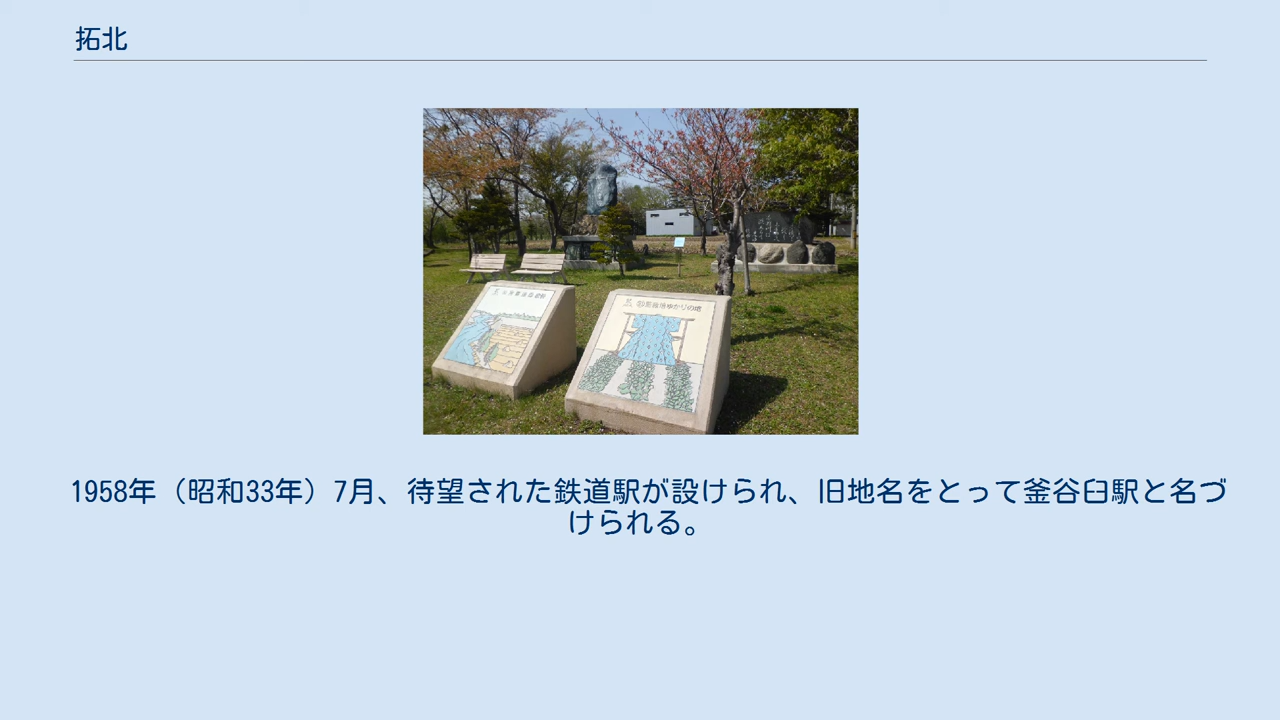 拓北
1958年（昭和33年）7月、待望された鉄道駅が設けられ、旧地名をとって釜谷臼駅と名づ
けられる。